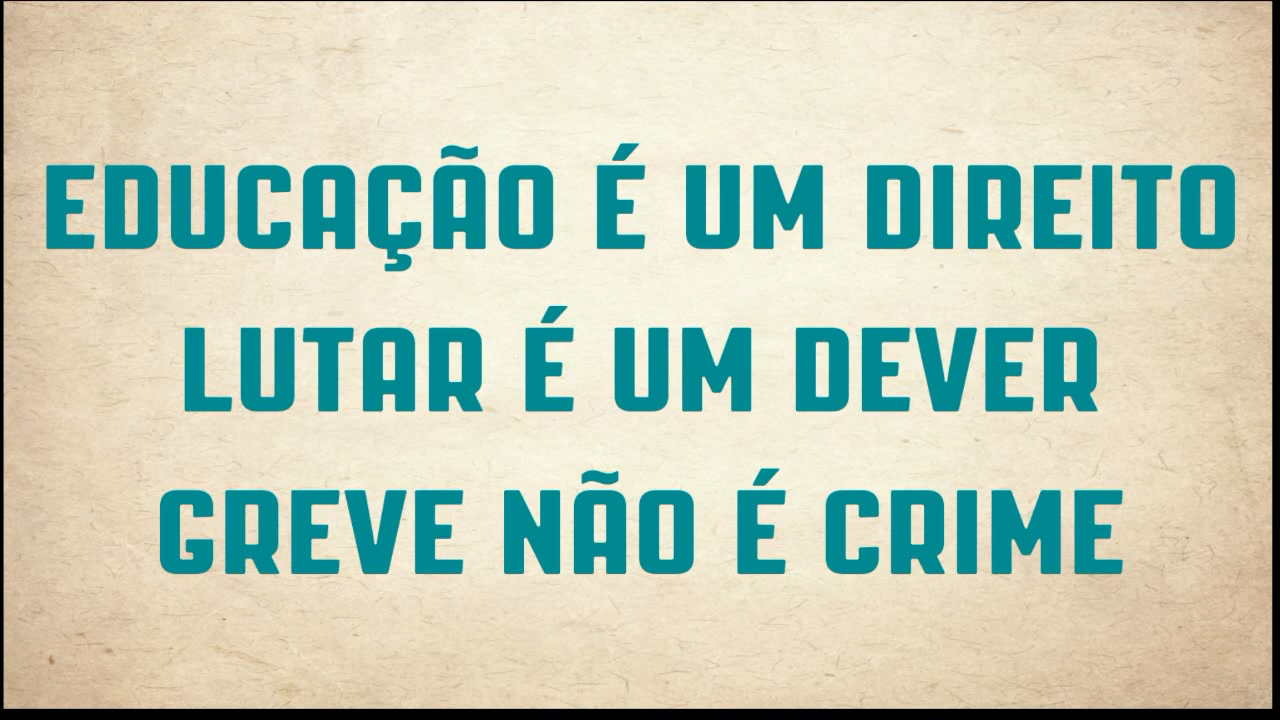 EDUCAÇÃO É UM DIREITO
LUTAR É UM DEVER
GREVE NÃO É CRIME